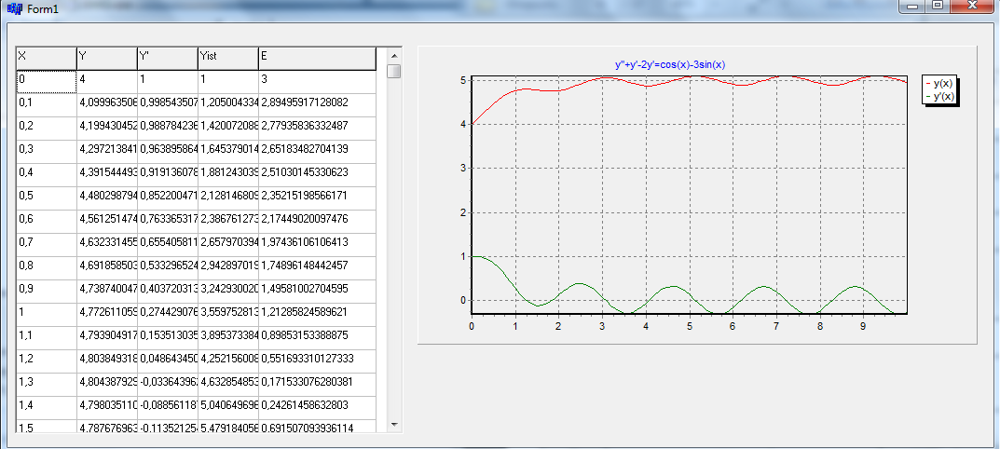 Form1
X Y Y' Yist E
0 4 1 1 3
0,1 4,099963506 0,998543507 1,205004334 2,89495917128082
0,2 4,199430452 0,988784236 1,420072088 2,77935836332487
0,3 4,297213841 0,963895864 1,645379014 2,65183482704139
0,4 4,391544493 0,919136078 1,881243039 2,51030145330623
0,5 4,480298794 0,852200471 2,128146809 2,35215198566171
0,6 4,561251474 0,763365317 2,386761273 2,17449020097476
0,7 4,632331455 0,655405811 2,657970394 1,97436106106413
0,8 4,691858503 0,533296524 2,942897019 1,74896148442457
0,9 4,738740047 0,403720313 3,242930020 1,49581002704595
1 4,772611059 0,274429076 3,559752813 1,21285824589621
1,1 4,793904917 0,153513035 3,895373384 0,89853153388875
1,2 4,803849318 0,048643450 4,252156008 0,551693310127333
1,3 4,804387929 -0,033643962 4,632854853 0,171533076280381
1,4 4,798035110 -0,088561187 5,040649696 0,24261458632803
1,5 4,787676963 -0,113521254 5,479184056 0,691507093936114
y''+y'-2y'=cos(x)-3sin(x)
- y(x)
- y'(x)
5
4
3
2
1
0
0 1 2 3 4 5 6 7 8 9